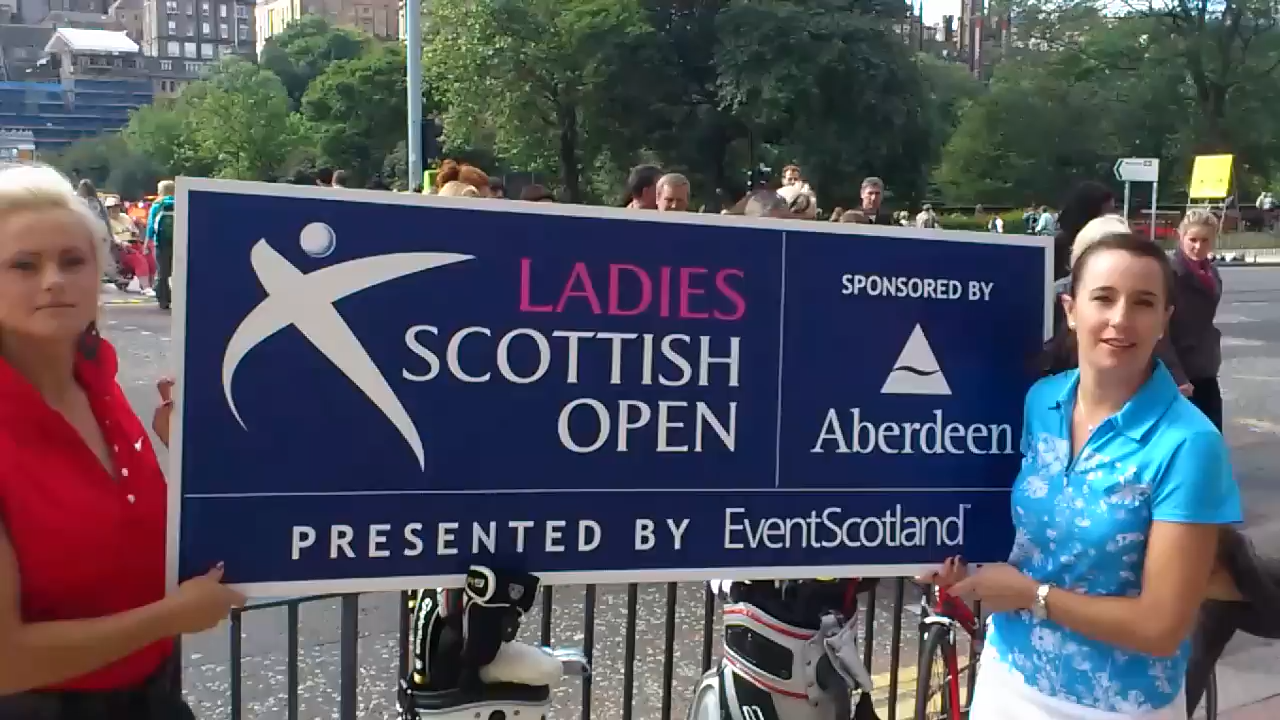 LADIES
SCOTTISH
OPEN
SPONSORED BY
Aberdeen
PRESENTED BY EventScotland